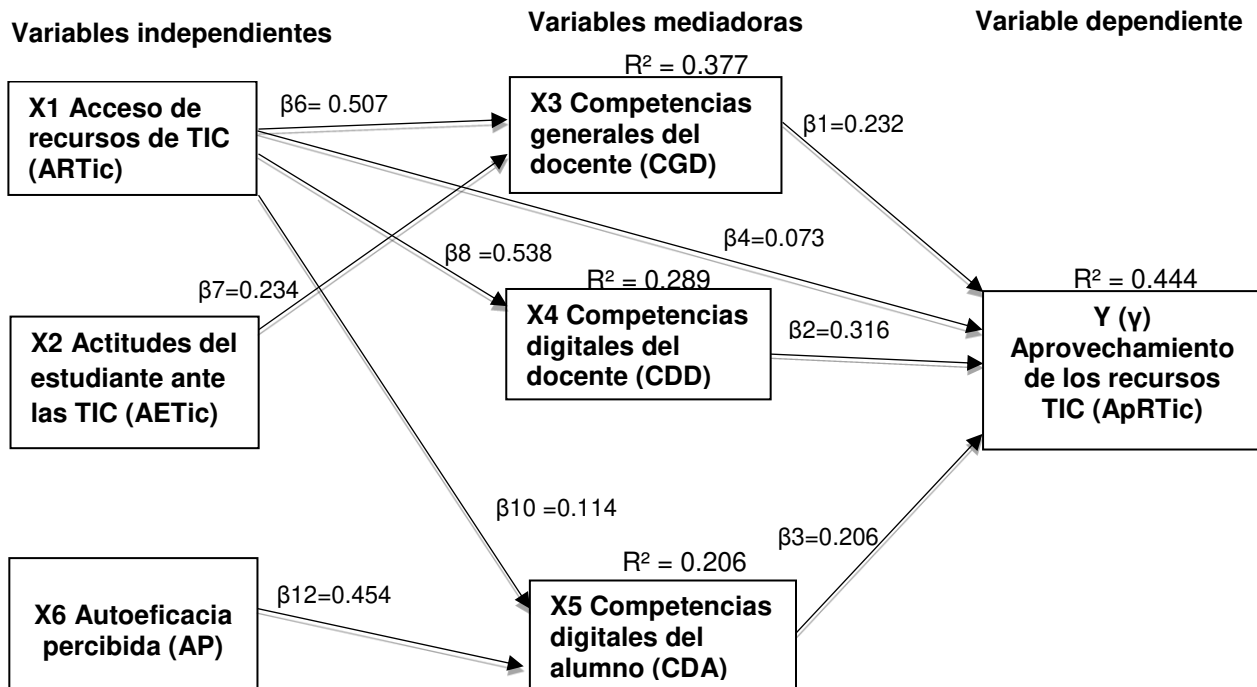 Variables independientes
Variables mediadoras
Variable dependiente
R² = 0.377
X1 Acceso de
recursos de TIC
(ARTic)
β6= 0.507
X3 Competencias
generales del
docente (CGD)
β1=0.232
β4=0.073
β8 =0.538
β7=0.234
R² = 0.289
R² = 0.444
X2 Actitudes del
estudiante ante
las TIC (AETic)
X4 Competencias
digitales del
docente (CDD)
β2=0.316
Y (γ)
Aprovechamiento
de los recursos
TIC (ApRTic)
β10 =0.114
β3=0.206
R² = 0.206
X6 Autoeficacia
percibida (AP)
β12=0.454
X5 Competencias
digitales del
alumno (CDA)